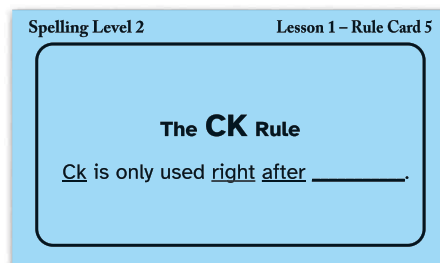 Spelling Level 2 Lesson 1 – Rule Card 5
The CK Rule
Ck is only used right after ________.